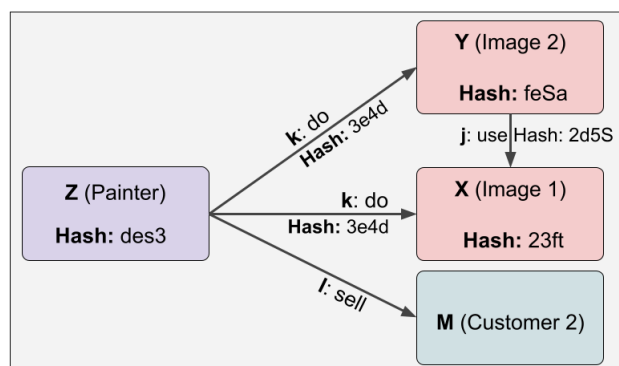 Y (Image 2)
Hash: feSa
k: do
Hash: 3e4d
j: use Hash: 2d5S
Z (Painter)
Hash: des3
k: do
Hash: 3e4d
X (Image 1)
Hash: 23ft
l: sell
M (Customer 2)